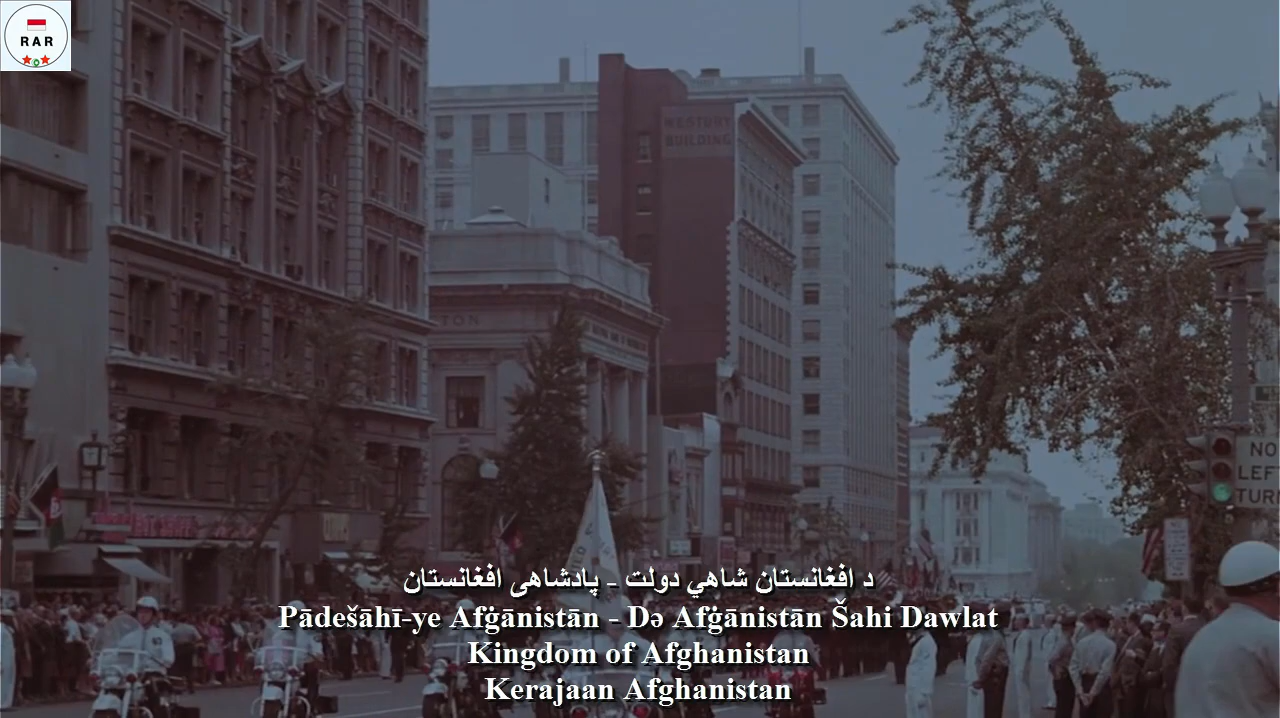 RAR
WESTORY
BUILDING
TON
NO
LEFT
TURN
د افغانستان شاهي دولت - پادشاهی افغانستان
Pādešāhī-ye Afġānistān - Də Afġānistān Šahi Dawlat
Kingdom of Afghanistan
Kerajaan Afghanistan